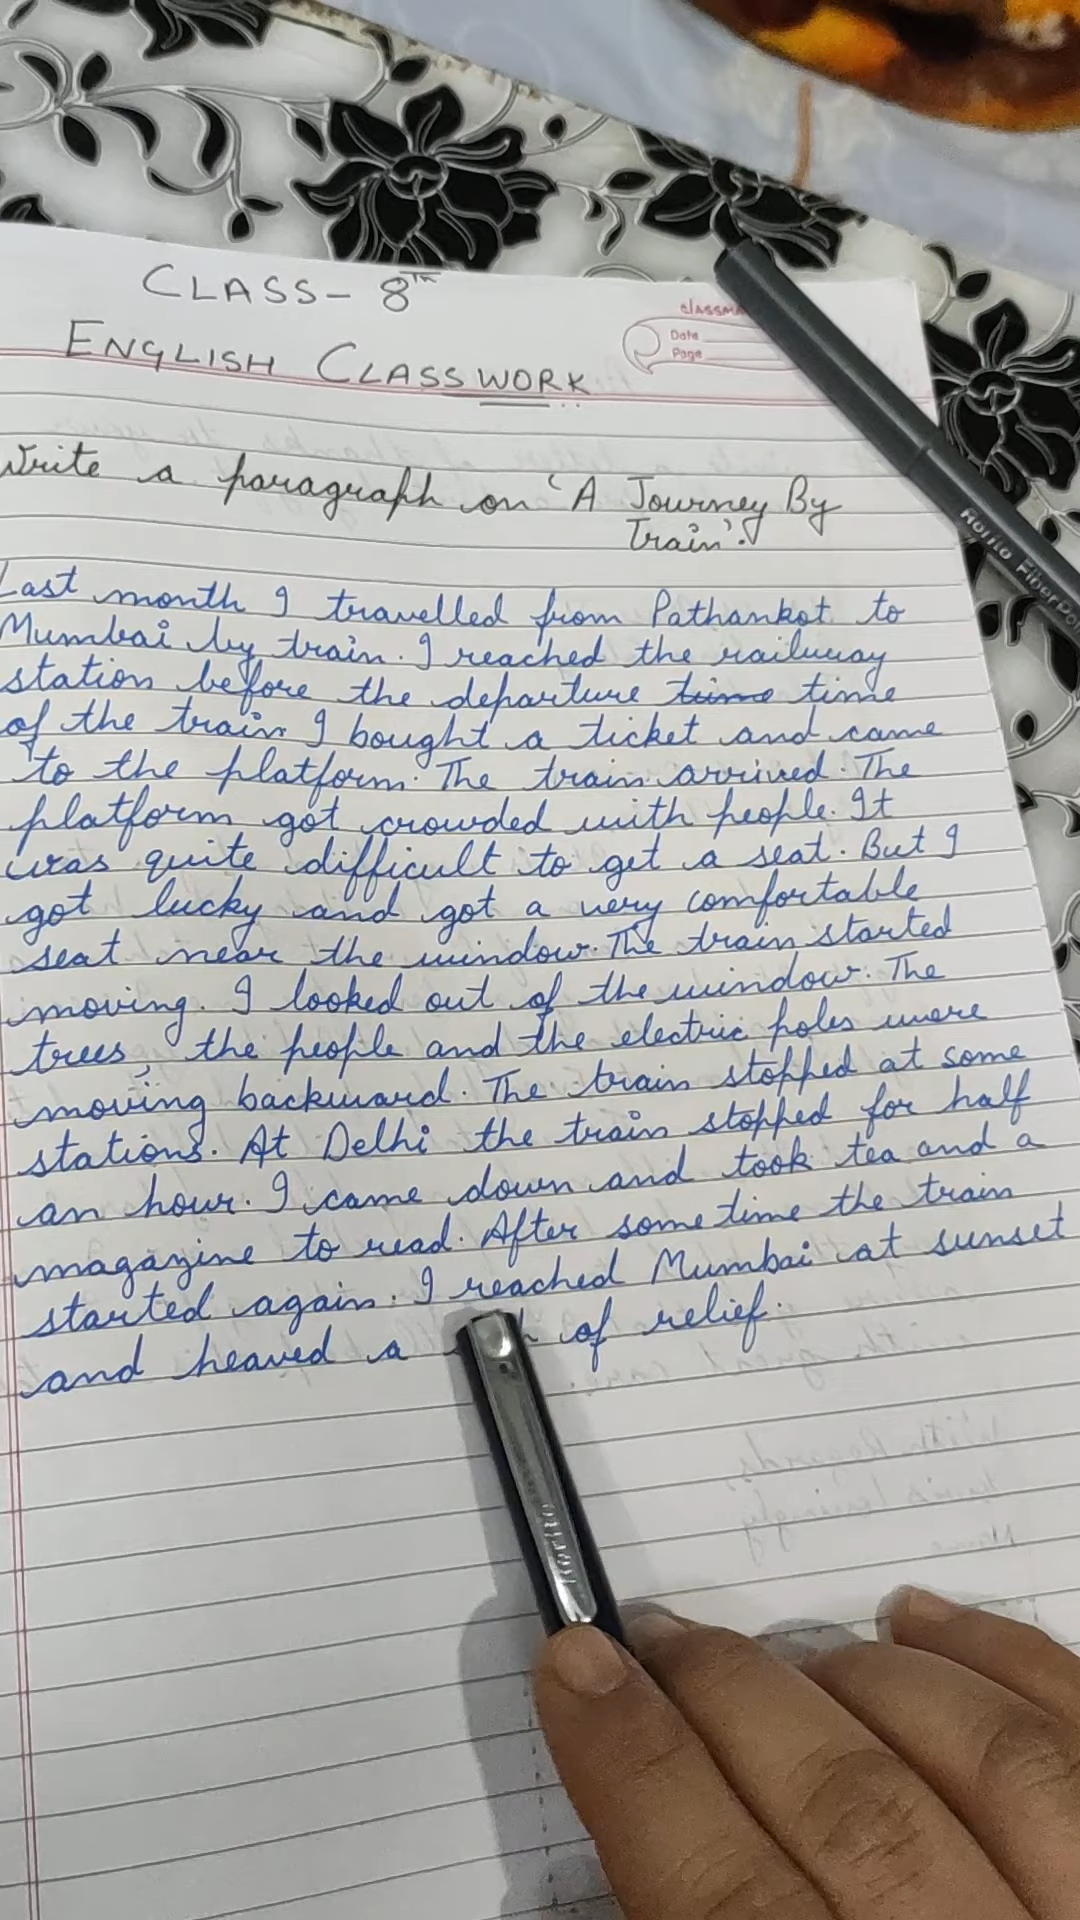 CLASS- 8TH
ENGLISH CLASSWORK
Date
Page
Write a paragraph on 'A Journey By
Train'.
Last month I travelled from Pathankot to
Mumbai by train. I reached the railway
station before the departure time time
of the train. I bought a ticket and came
to the platform. The train arrived. The
platform got crowded with people. It
was quite difficult to get a seat. But I
got lucky and got a very comfortable
seat near the window. The train started
moving. I looked out of the window. The
trees, the people and the electric poles were
moving backward. The train stopped at some
stations. At Delhi the train stopped for half
an hour. I came down and took tea and a
magazine to read. After some time the train
started again. I reached Mumbai at sunset
and heaved a of relief.
Rorito FiberPoint
With Regards,